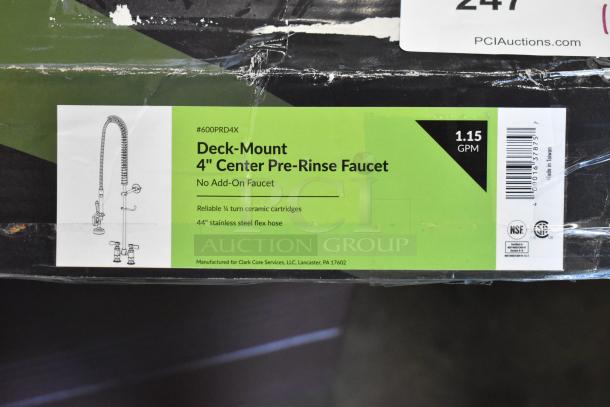 247
PCIAuctions.com
#600PRD4X
Deck-Mount
4" Center Pre-Rinse Faucet
No Add-On Faucet
Reliable ¼ turn ceramic cartridges
44" stainless steel flex hose
Manufactured for Clark Core Services, LLC, Lancaster, PA 17602
1.15
GPM
Made in Taiwan
NSF
PCI
AUCTION GROUP